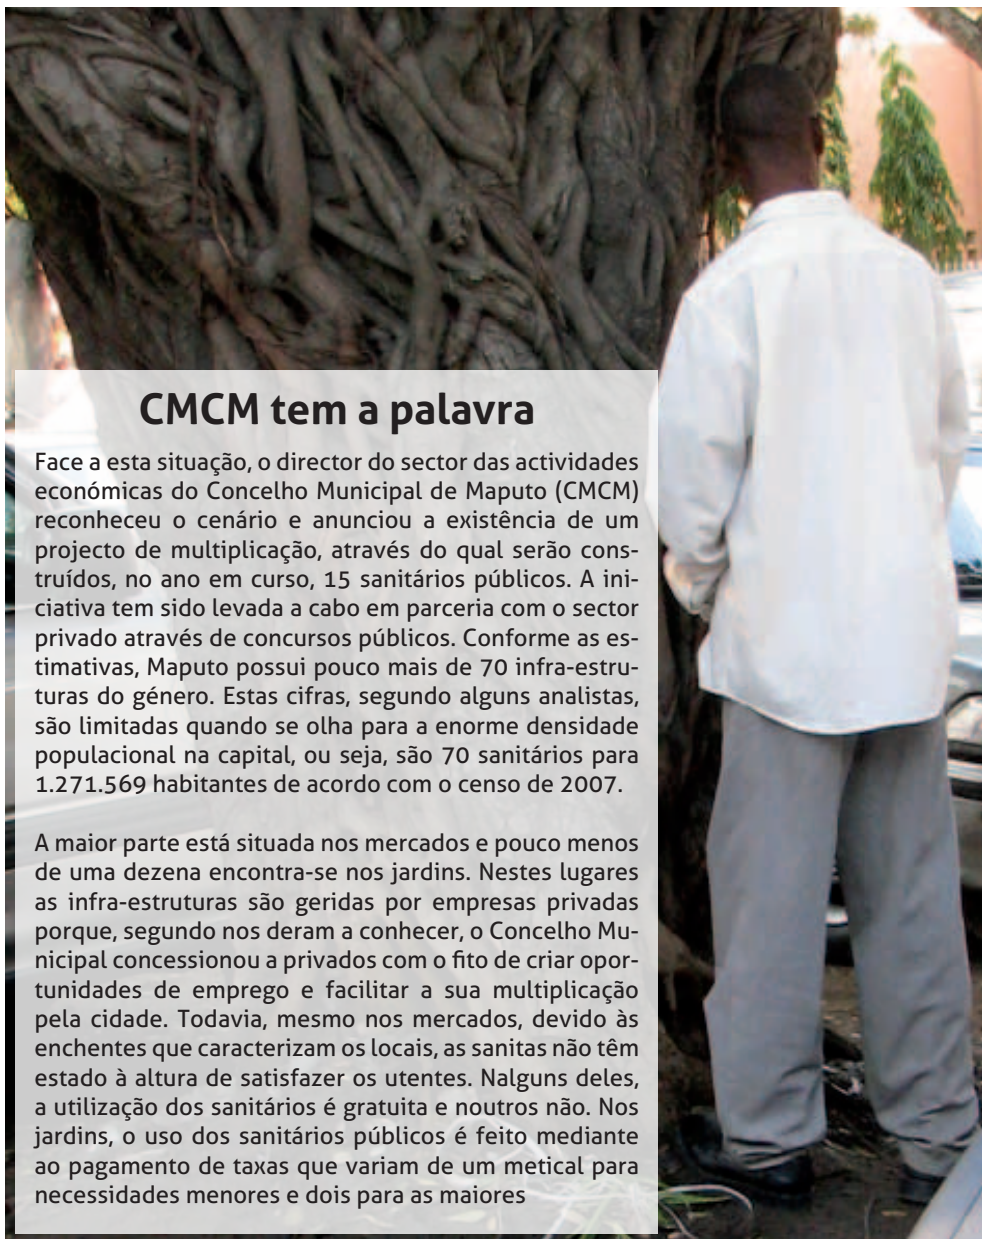 CMCM tem a palavra
Face a esta situação, o director do sector das actividades
económicas do Concelho Municipal de Maputo (CMCM)
reconheceu o cenário e anunciou a existência de um
projecto de multiplicação, através do qual serão cons-
truídos, no ano em curso, 15 sanitários públicos. A ini-
ciativa tem sido levada a cabo em parceria com o sector
privado através de concursos públicos. Conforme as es-
timativas, Maputo possui pouco mais de 70 infra-estru-
turas do género. Estas cifras, segundo alguns analistas,
são limitadas quando se olha para a enorme densidade
populacional na capital, ou seja, são 70 sanitários para
1.271.569 habitantes de acordo com o censo de 2007.
A maior parte está situada nos mercados e pouco menos
de uma dezena encontra-se nos jardins. Nestes lugares
as infra-estruturas são geridas por empresas privadas
porque, segundo nos deram a conhecer, o Concelho Mu-
nicipal concessionou a privados com o fito de criar opor-
tunidades de emprego e facilitar a sua multiplicação
pela cidade. Todavia, mesmo nos mercados, devido às
enchentes que caracterizam os locais, as sanitas não têm
estado à altura de satisfazer os utentes. Nalguns deles,
a utilização dos sanitários é gratuita e noutros não. Nos
jardins, o uso dos sanitários públicos é feito mediante
ao pagamento de taxas que variam de um metical para
necessidades menores e dois para as maiores